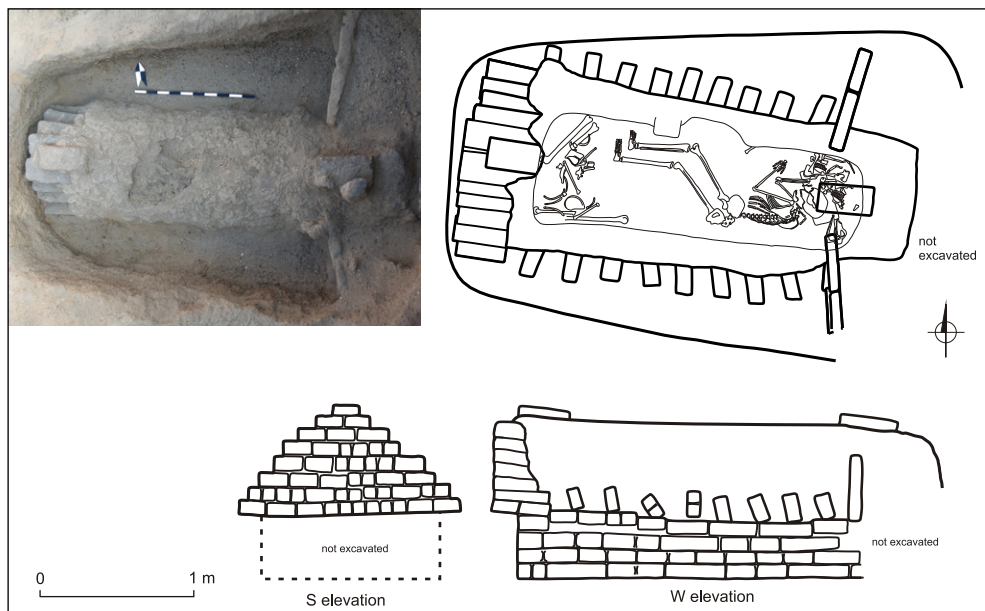 not
excavated
not excavated
not excavated
0
1 m
S elevation
W elevation